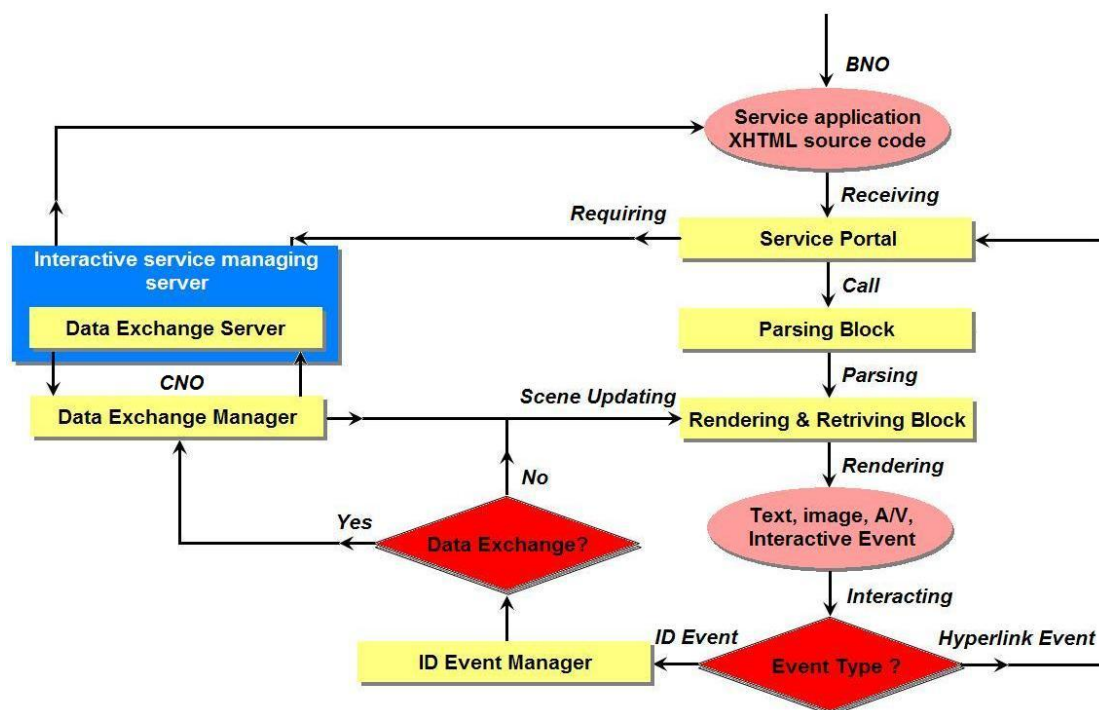 BNO
Service application
XHTML source code
Receiving
Requiring
Service Portal
Interactive service managing
server
Call
Data Exchange Server
Parsing Block
CNO
Parsing
Scene Updating
Data Exchange Manager
Rendering & Retriving Block
Rendering
No
Text, image, A/V,
Interactive Event
Yes
Data Exchange?
Interacting
ID Event
Hyperlink Event
ID Event Manager
Event Type ?